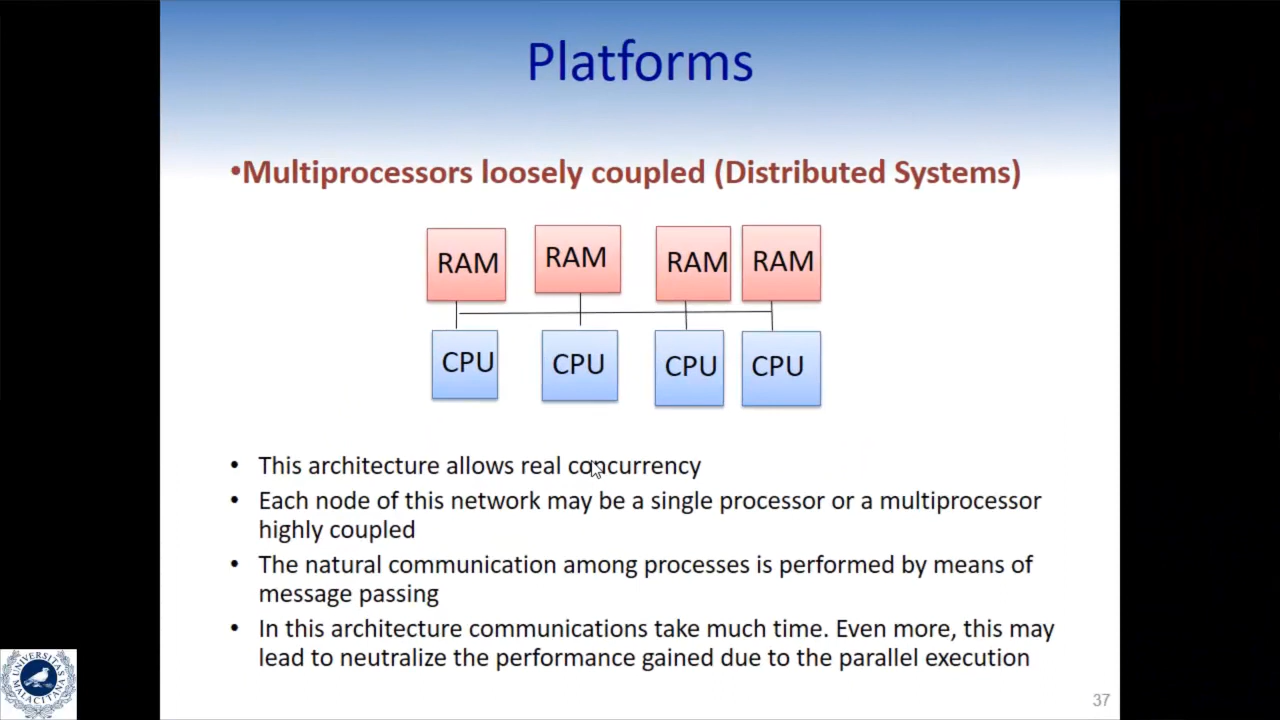 Platforms
•Multiprocessors loosely coupled (Distributed Systems)
RAM RAM RAM RAM
CPU CPU CPU CPU
• This architecture allows real concurrency
• Each node of this network may be a single processor or a multiprocessor
highly coupled
• The natural communication among processes is performed by means of
message passing
• In this architecture communications take much time. Even more, this may
lead to neutralize the performance gained due to the parallel execution
37
UNIVERSITAS
MALACITANA